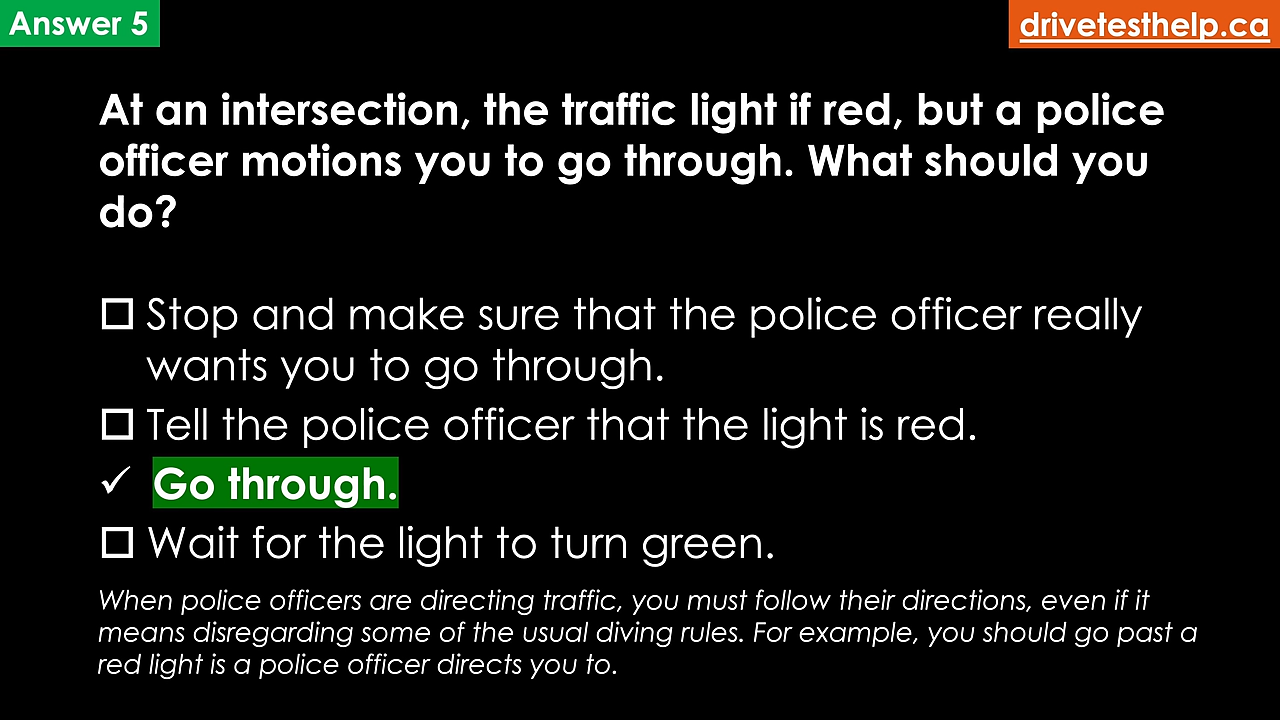 Answer 5
drivetesthelp.ca
At an intersection, the traffic light if red, but a police
officer motions you to go through. What should you
do?
Stop and make sure that the police officer really
wants you to go through.
Tell the police officer that the light is red.
Go through.
Wait for the light to turn green.
When police officers are directing traffic, you must follow their directions, even if it
means disregarding some of the usual diving rules. For example, you should go past a
red light is a police officer directs you to.